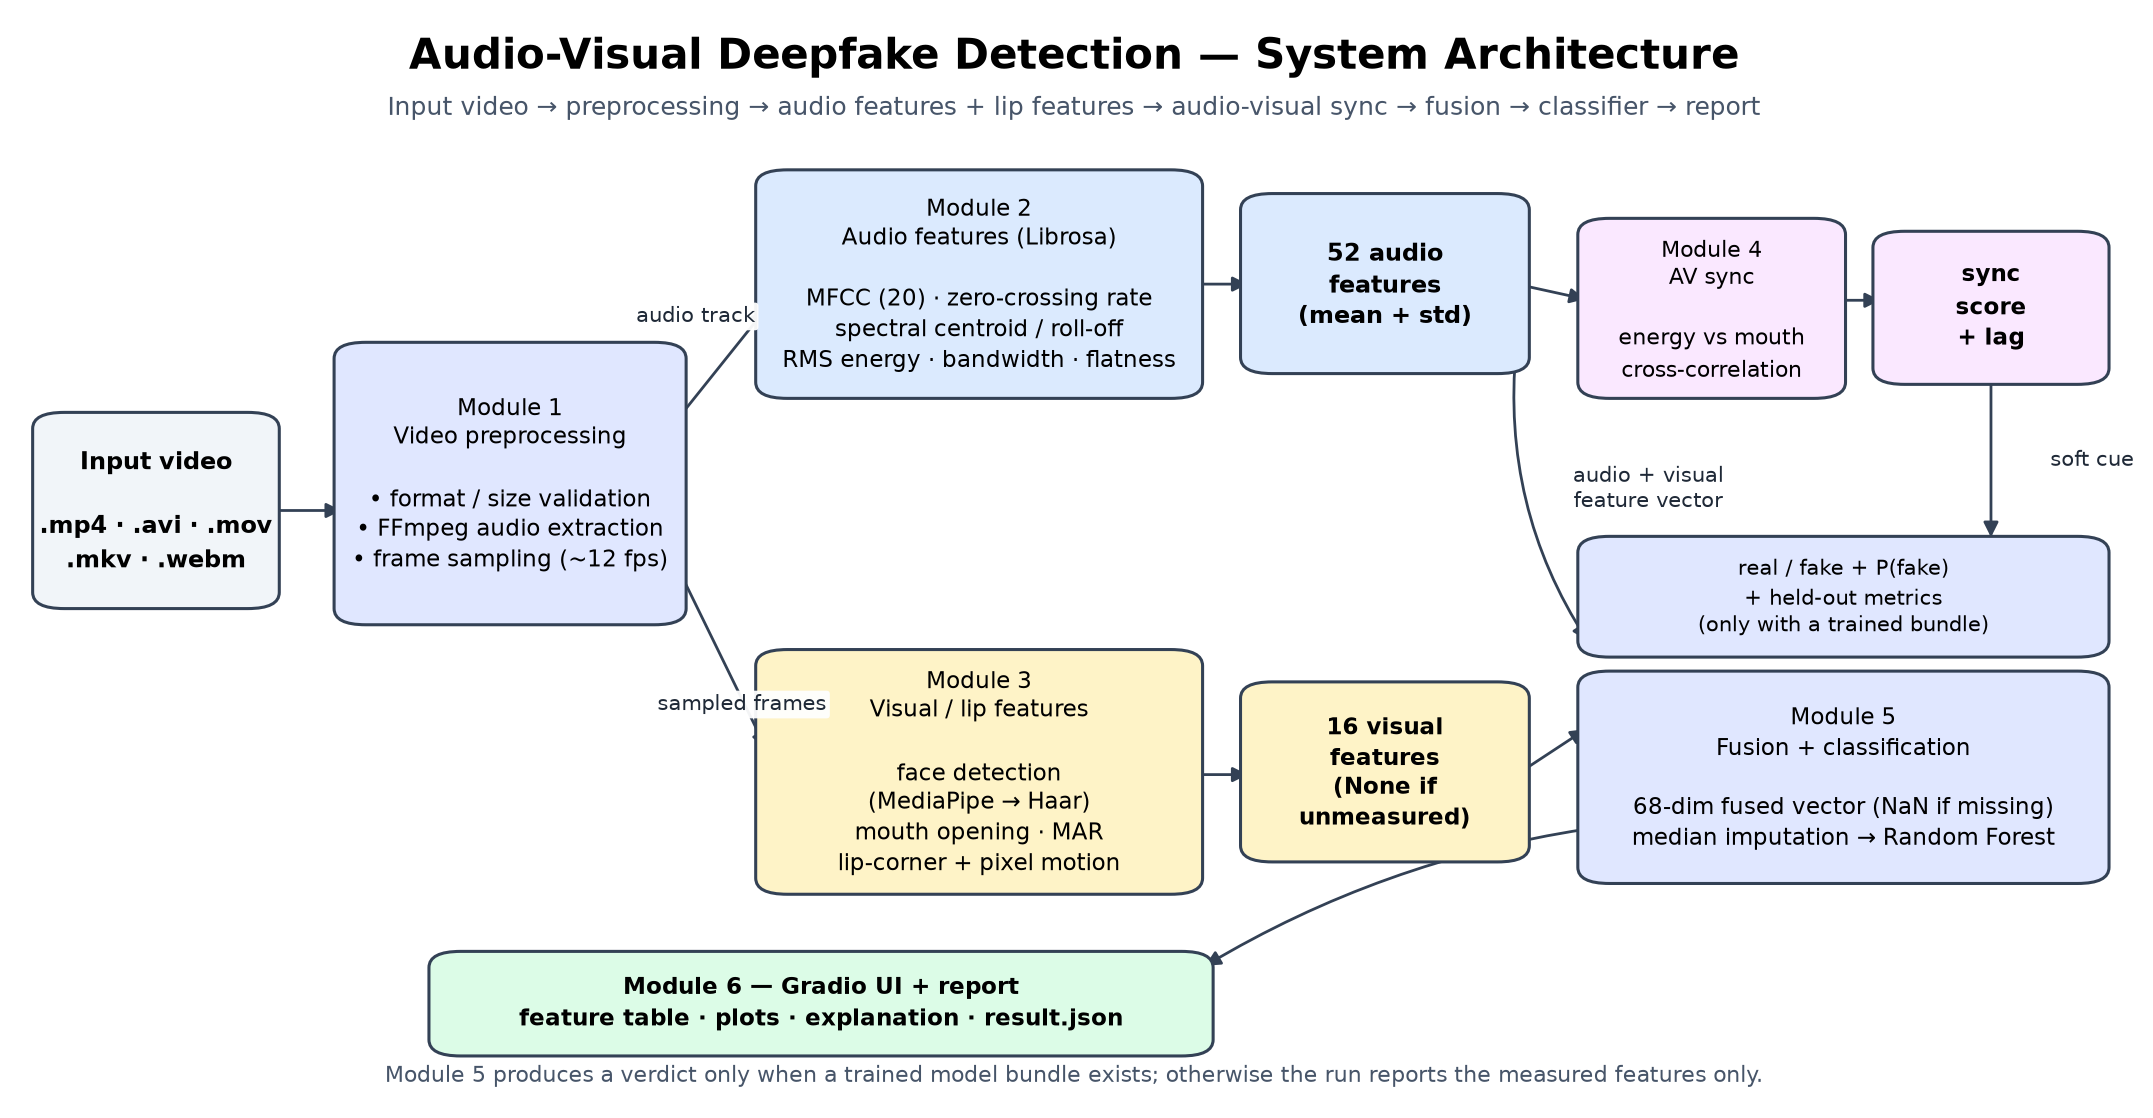 Audio-Visual Deepfake Detection — System Architecture
Input video → preprocessing → audio features + lip features → audio-visual sync → fusion → classifier → report
Input video
.mp4 · .avi · .mov
.mkv · .webm
Module 1
Video preprocessing
• format / size validation
• FFmpeg audio extraction
• frame sampling (~12 fps)
audio track
sampled frames
Module 2
Audio features (Librosa)
MFCC (20) · zero-crossing rate
spectral centroid / roll-off
RMS energy · bandwidth · flatness
52 audio
features
(mean + std)
Module 4
AV sync
energy vs mouth
cross-correlation
sync
score
+ lag
audio + visual
feature vector
soft cue
real / fake + P(fake)
+ held-out metrics
(only with a trained bundle)
Module 3
Visual / lip features
face detection
(MediaPipe → Haar)
mouth opening · MAR
lip-corner + pixel motion
16 visual
features
(None if
unmeasured)
Module 5
Fusion + classification
68-dim fused vector (NaN if missing)
median imputation → Random Forest
Module 6 — Gradio UI + report
feature table · plots · explanation · result.json
Module 5 produces a verdict only when a trained model bundle exists; otherwise the run reports the measured features only.